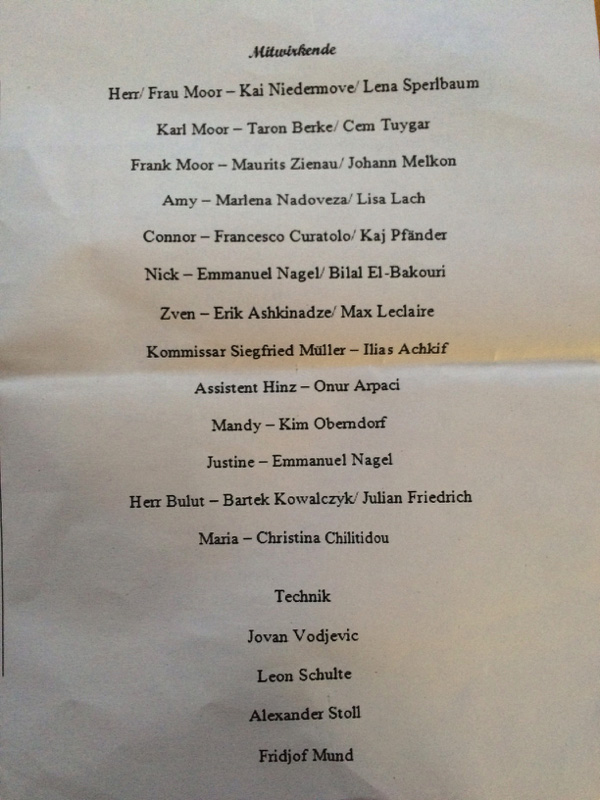 Mitwirkende
Herr/ Frau Moor – Kai Niedermove/ Lena Sperlbaum
Karl Moor – Taron Berke/ Cem Tuygar
Frank Moor – Maurits Zienau/ Johann Melkon
Amy – Marlena Nadoveza/ Lisa Lach
Connor – Francesco Curatolo/ Kaj Pfänder
Nick – Emmanuel Nagel/ Bilal El-Bakouri
Zven – Erik Ashkinadze/ Max Leclaire
Kommissar Siegfried Müller – Ilias Achkif
Assistent Hinz – Onur Arpaci
Mandy – Kim Oberndorf
Justine – Emmanuel Nagel
Herr Bulut – Bartek Kowalczyk/ Julian Friedrich
Maria – Christina Chilitidou
Technik
Jovan Vodjevic
Leon Schulte
Alexander Stoll
Fridjof Mund